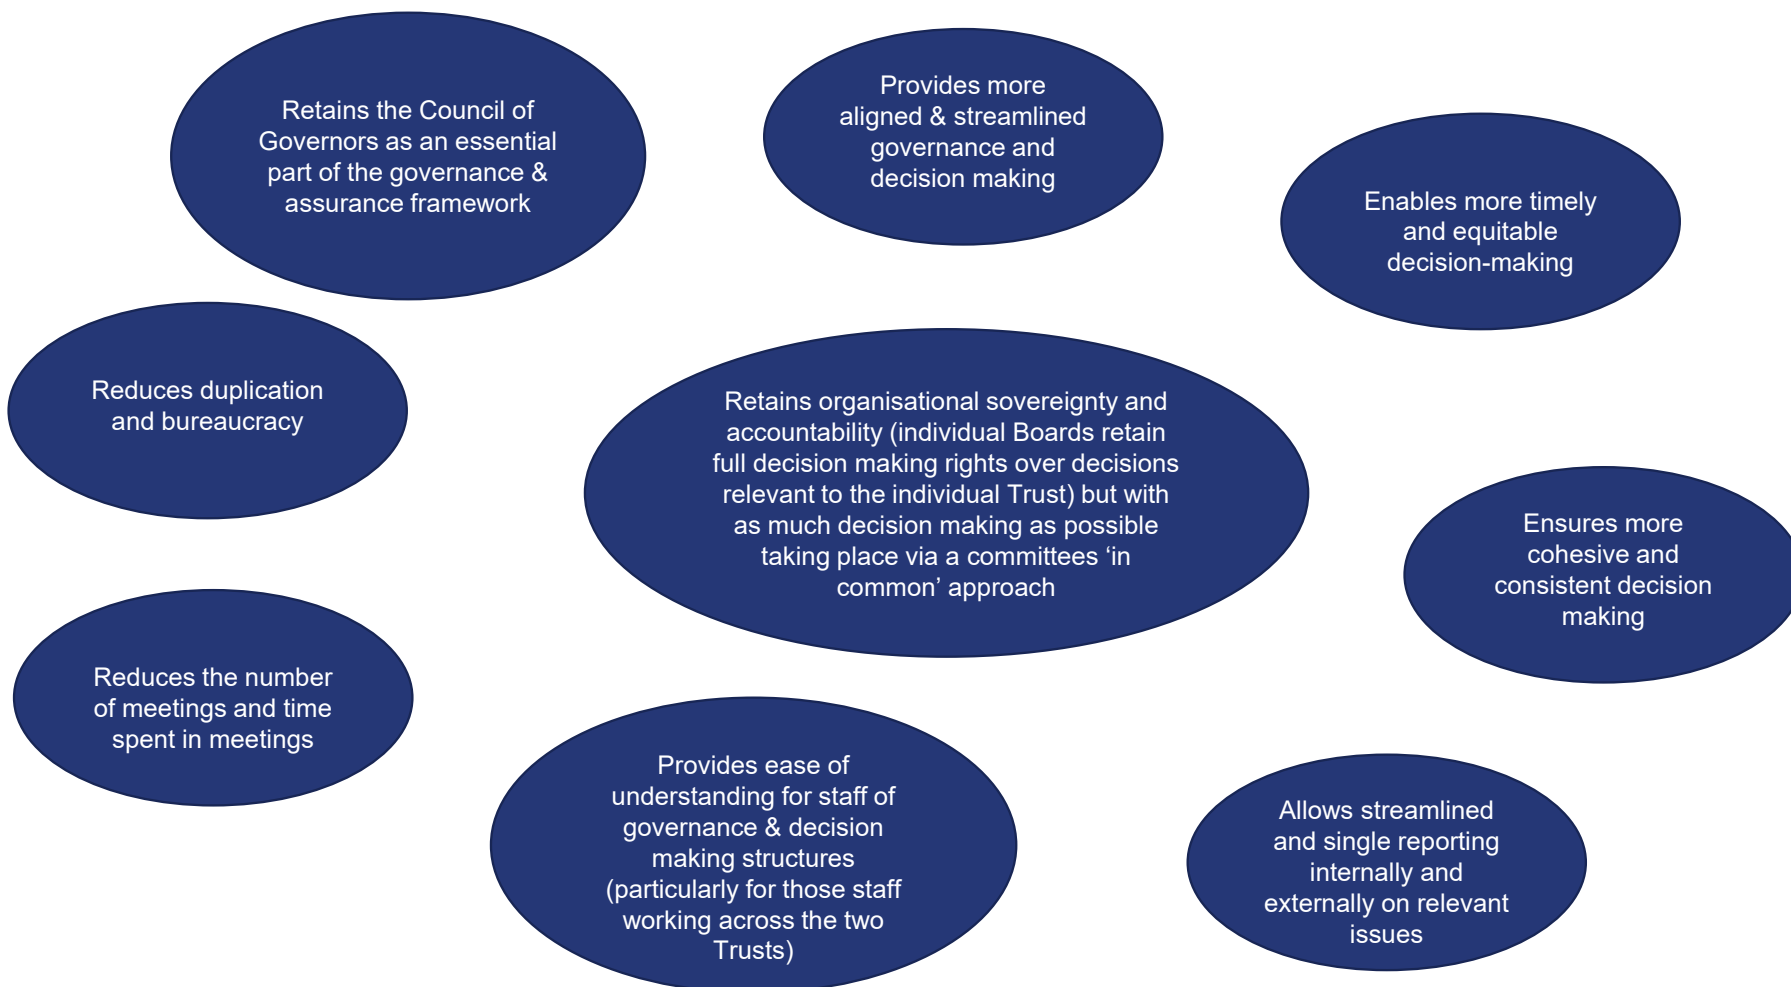 Retains the Council of
Governors as an essential
part of the governance &
assurance framework
Provides more
aligned & streamlined
governance and
decision making
Enables more timely
and equitable
decision-making
Reduces duplication
and bureaucracy
Retains organisational sovereignty and
accountability (individual Boards retain
full decision making rights over decisions
relevant to the individual Trust) but with
as much decision making as possible
taking place via a committees ‘in
common’ approach
Ensures more
cohesive and
consistent decision
making
Reduces the number
of meetings and time
spent in meetings
Provides ease of
understanding for staff of
governance & decision
making structures
(particularly for those staff
working across the two
Trusts)
Allows streamlined
and single reporting
internally and
externally on relevant
issues